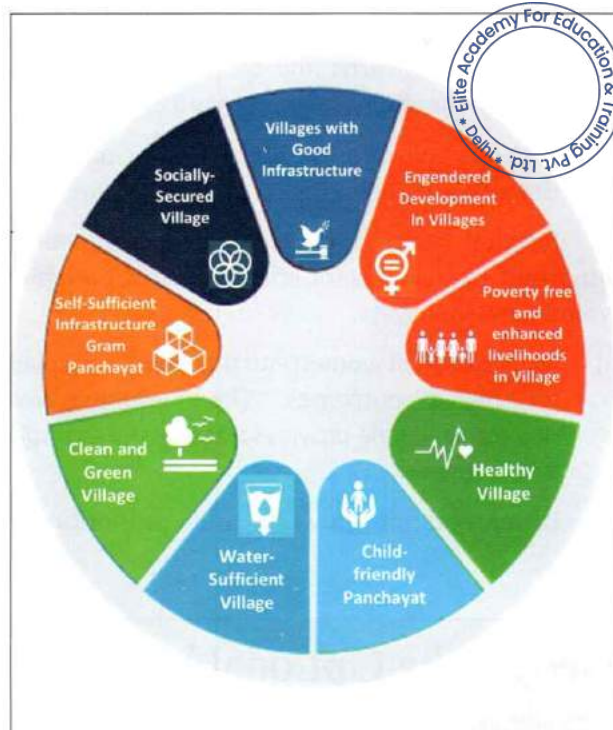 Elite Academy For Education & Training Pvt. Ltd. * Delhi *
Villages with
Good
Infrastructure
Engendered
Development
In Villages
Poverty free
and
enhanced
livelihoods
in Village
Healthy
Village
Child-
friendly
Panchayat
Water-
Sufficient
Village
Clean and
Green
Village
Self-Sufficient
Infrastructure
Gram
Panchayat
Socially-
Secured
Village